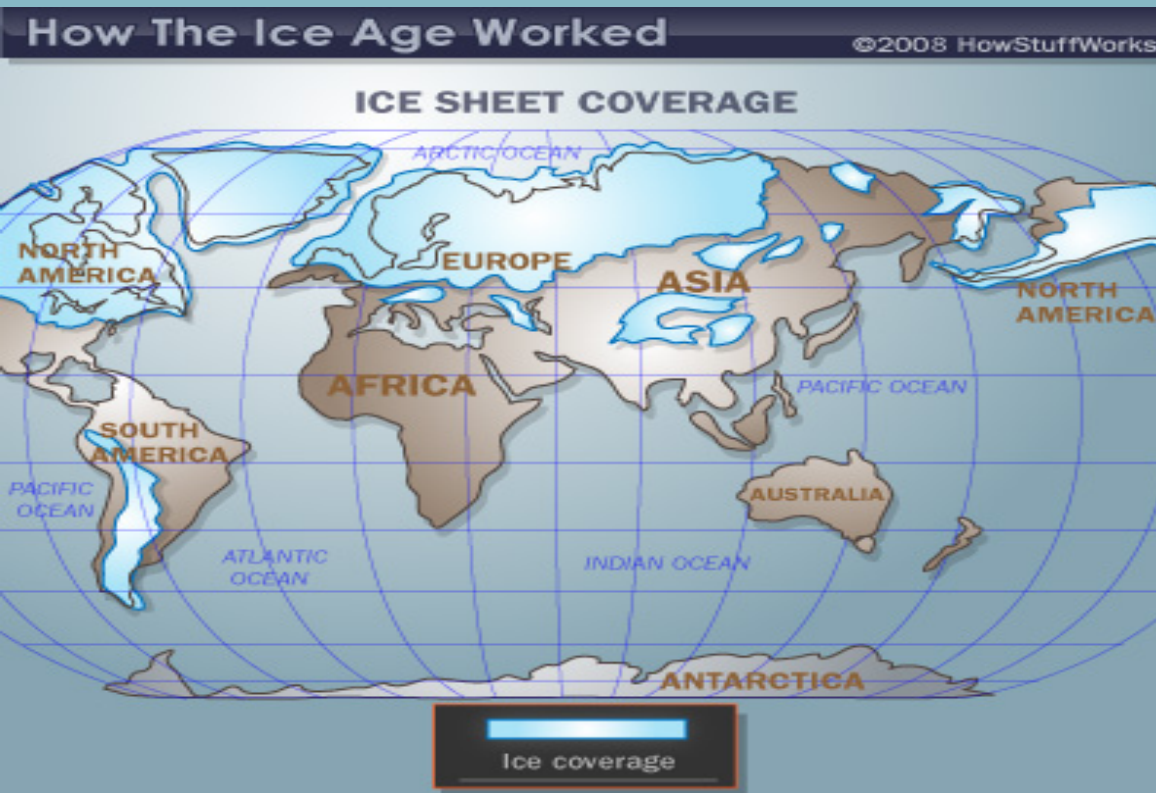 How The Ice Age Worked
©2008 HowStuffWorks
ICE SHEET COVERAGE
ARCTIC OCEAN
NORTH
AMERICA
EUROPE
ASIA
NORTH
AMERICA
AFRICA
PACIFIC OCEAN
SOUTH
AMERICA
PACIFIC
OCEAN
AUSTRALIA
ATLANTIC
OCEAN
INDIAN OCEAN
ANTARCTICA
Ice coverage